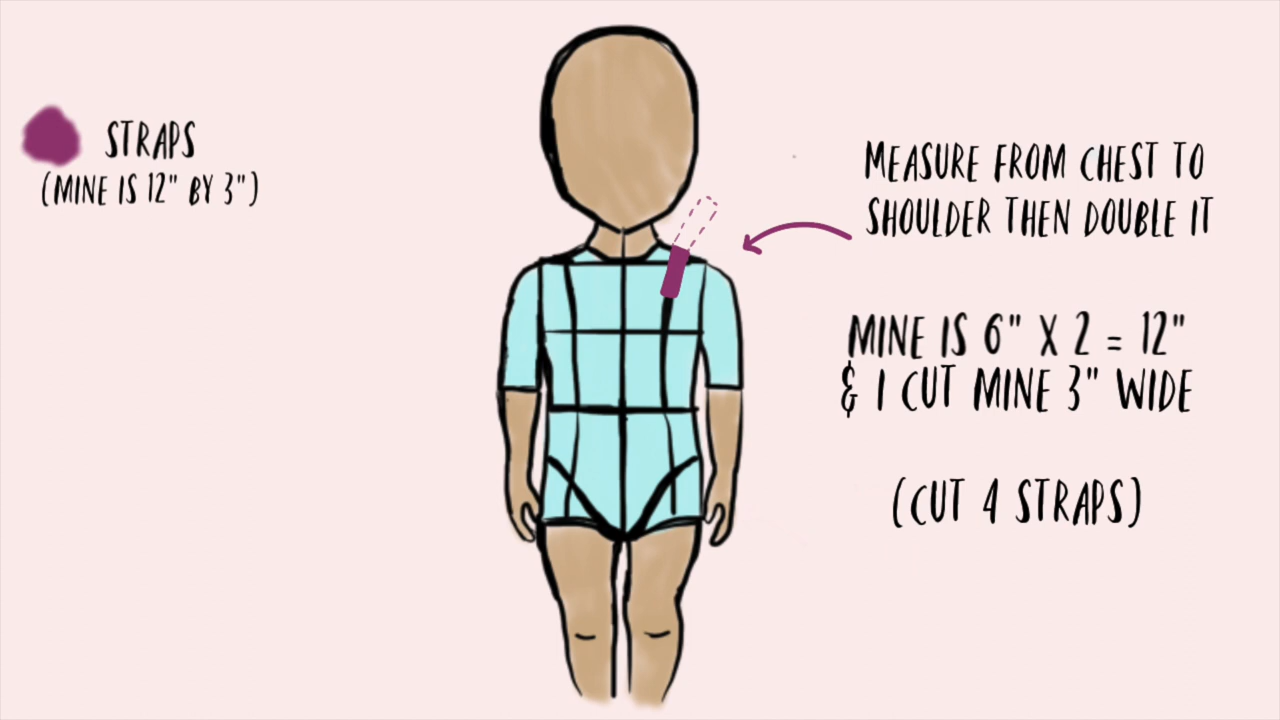 STRAPS
(MINE IS 12" BY 3")
MEASURE FROM CHEST TO
SHOULDER THEN DOUBLE IT
MINE IS 6" X 2 = 12"
& I CUT MINE 3" WIDE
(CUT 4 STRAPS)